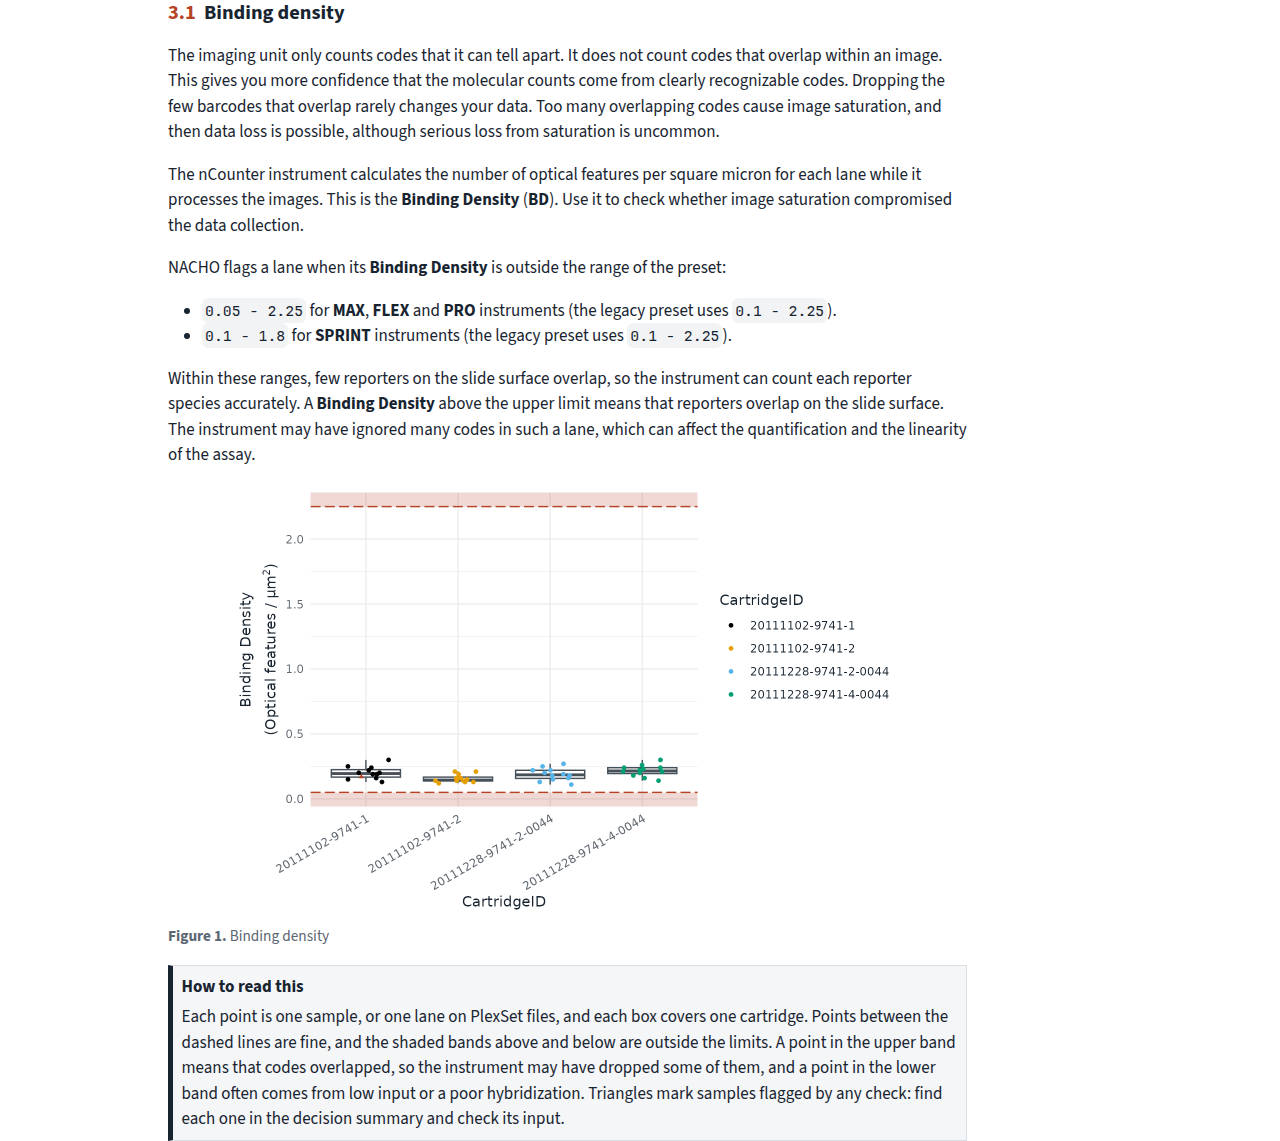 3.1 Binding density
The imaging unit only counts codes that it can tell apart. It does not count codes that overlap within an image.
This gives you more confidence that the molecular counts come from clearly recognizable codes. Dropping the
few barcodes that overlap rarely changes your data. Too many overlapping codes cause image saturation, and
then data loss is possible, although serious loss from saturation is uncommon.
The nCounter instrument calculates the number of optical features per square micron for each lane while it
processes the images. This is the Binding Density (BD). Use it to check whether image saturation compromised
the data collection.
NACHO flags a lane when its Binding Density is outside the range of the preset:
• 0.05 - 2.25 for MAX, FLEX and PRO instruments (the legacy preset uses 0.1 - 2.25).
• 0.1 - 1.8 for SPRINT instruments (the legacy preset uses 0.1 - 2.25).
Within these ranges, few reporters on the slide surface overlap, so the instrument can count each reporter
species accurately. A Binding Density above the upper limit means that reporters overlap on the slide surface.
The instrument may have ignored many codes in such a lane, which can affect the quantification and the linearity
of the assay.
Binding Density
(Optical features / µm²)
2.0
1.5
1.0
0.5
0.0
20111102-9741-1
20111102-9741-2
20111228-9741-2-0044
20111228-9741-4-0044
CartridgeID
CartridgeID
20111102-9741-1
20111102-9741-2
20111228-9741-2-0044
20111228-9741-4-0044
Figure 1. Binding density
How to read this
Each point is one sample, or one lane on PlexSet files, and each box covers one cartridge. Points between the
dashed lines are fine, and the shaded bands above and below are outside the limits. A point in the upper band
means that codes overlapped, so the instrument may have dropped some of them, and a point in the lower
band often comes from low input or a poor hybridization. Triangles mark samples flagged by any check: find
each one in the decision summary and check its input.